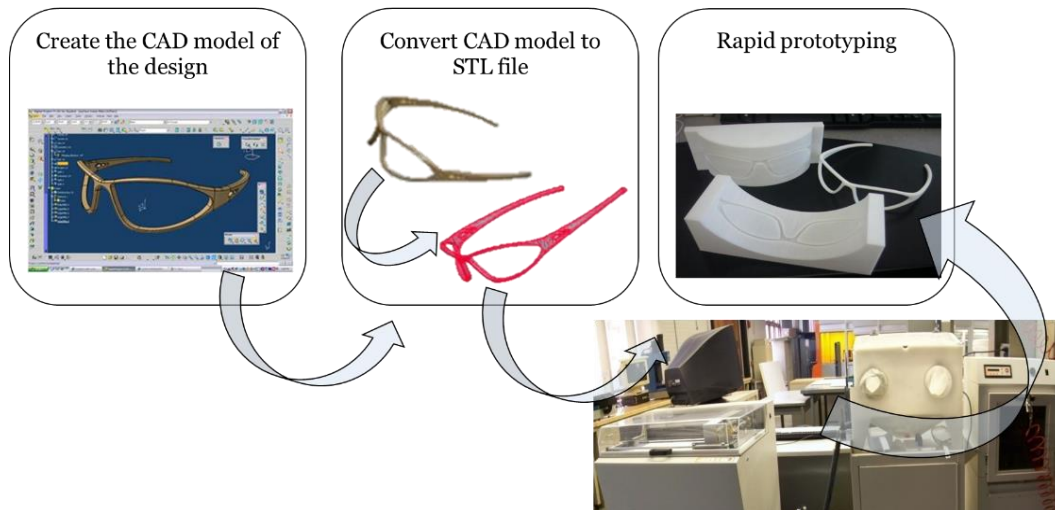 Create the CAD model of
the design
Convert CAD model to
STL file
Rapid prototyping